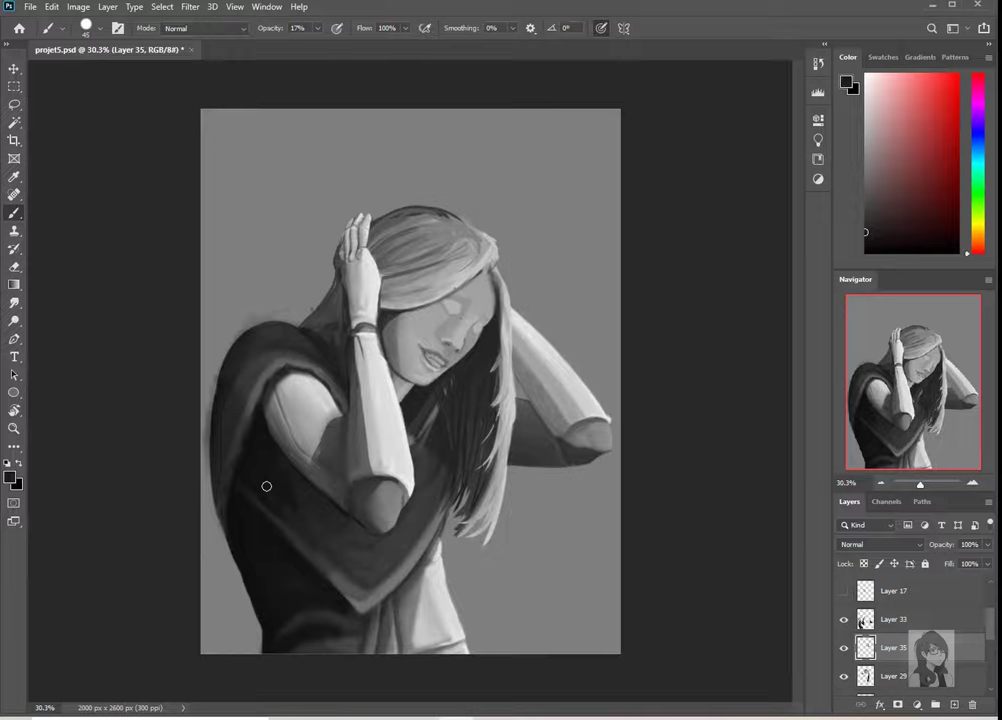 Ps File Edit Image Layer Type Select Filter 3D View Window Help
45 Mode: Normal Opacity: 17% Flow: 100% Smoothing: 0% 0°
projet5.psd @ 30.3% (Layer 35, RGB/8#) *
Color Swatches Gradients Patterns
Navigator
30.3%
Layers Channels Paths
Kind
Normal Opacity: 100%
Lock: Fill: 100%
Layer 17
Layer 33
Layer 35
Layer 29
30.3% 2000 px x 2600 px (300 ppi)